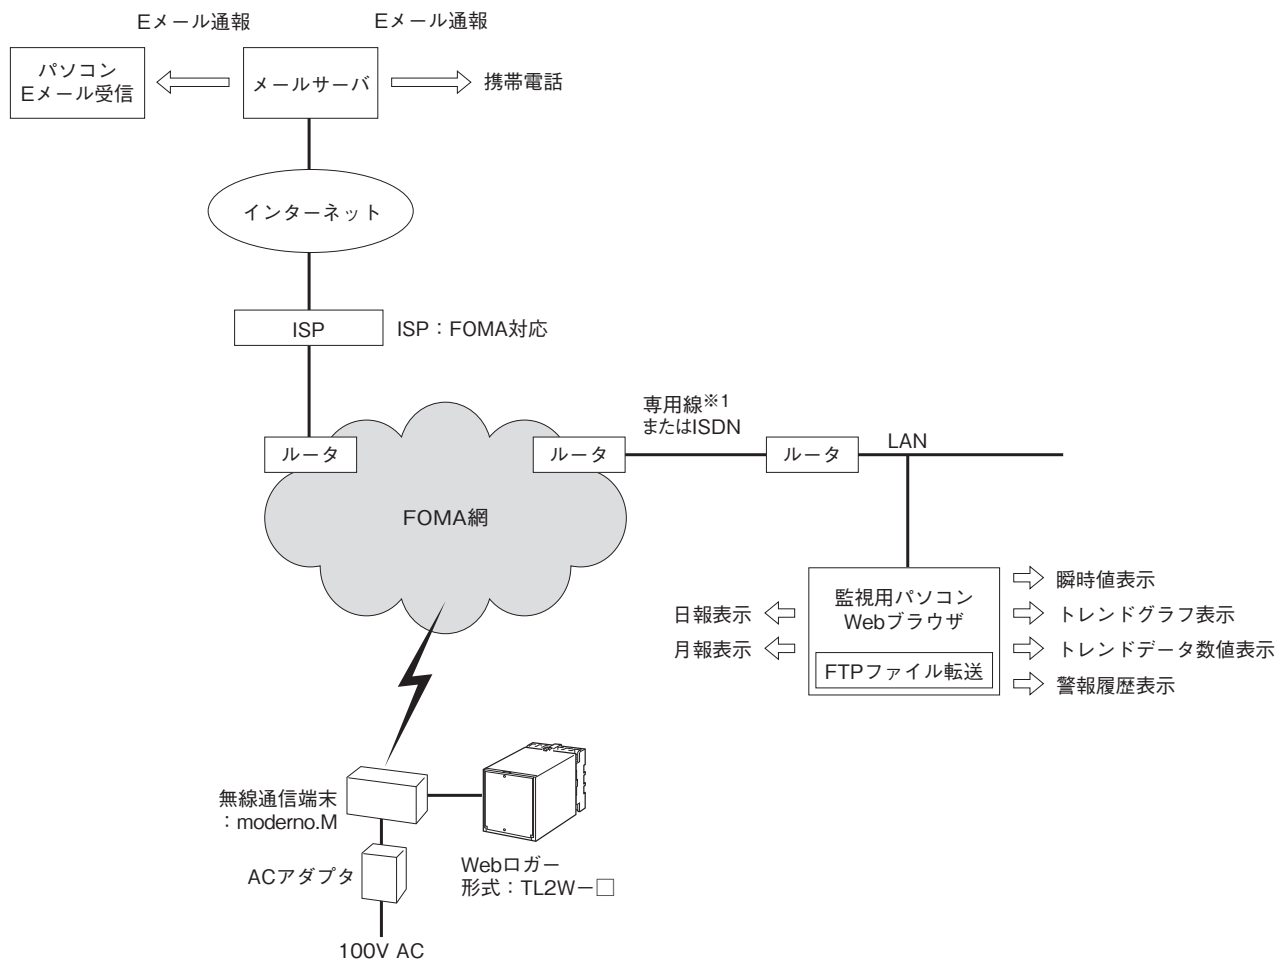 Eメール通報
Eメール通報
パソコン
Eメール受信
メールサーバ
携帯電話
インターネット
ISP
ISP：FOMA対応
専用線※1
またはISDN
ルータ
ルータ
ルータ
LAN
FOMA網
監視用パソコン
Webブラウザ
FTPファイル転送
日報表示
月報表示
瞬時値表示
トレンドグラフ表示
トレンドデータ数値表示
警報履歴表示
無線通信端末
：moderno.M
ACアダプタ
Webロガー
形式：TL2W－□
100V AC